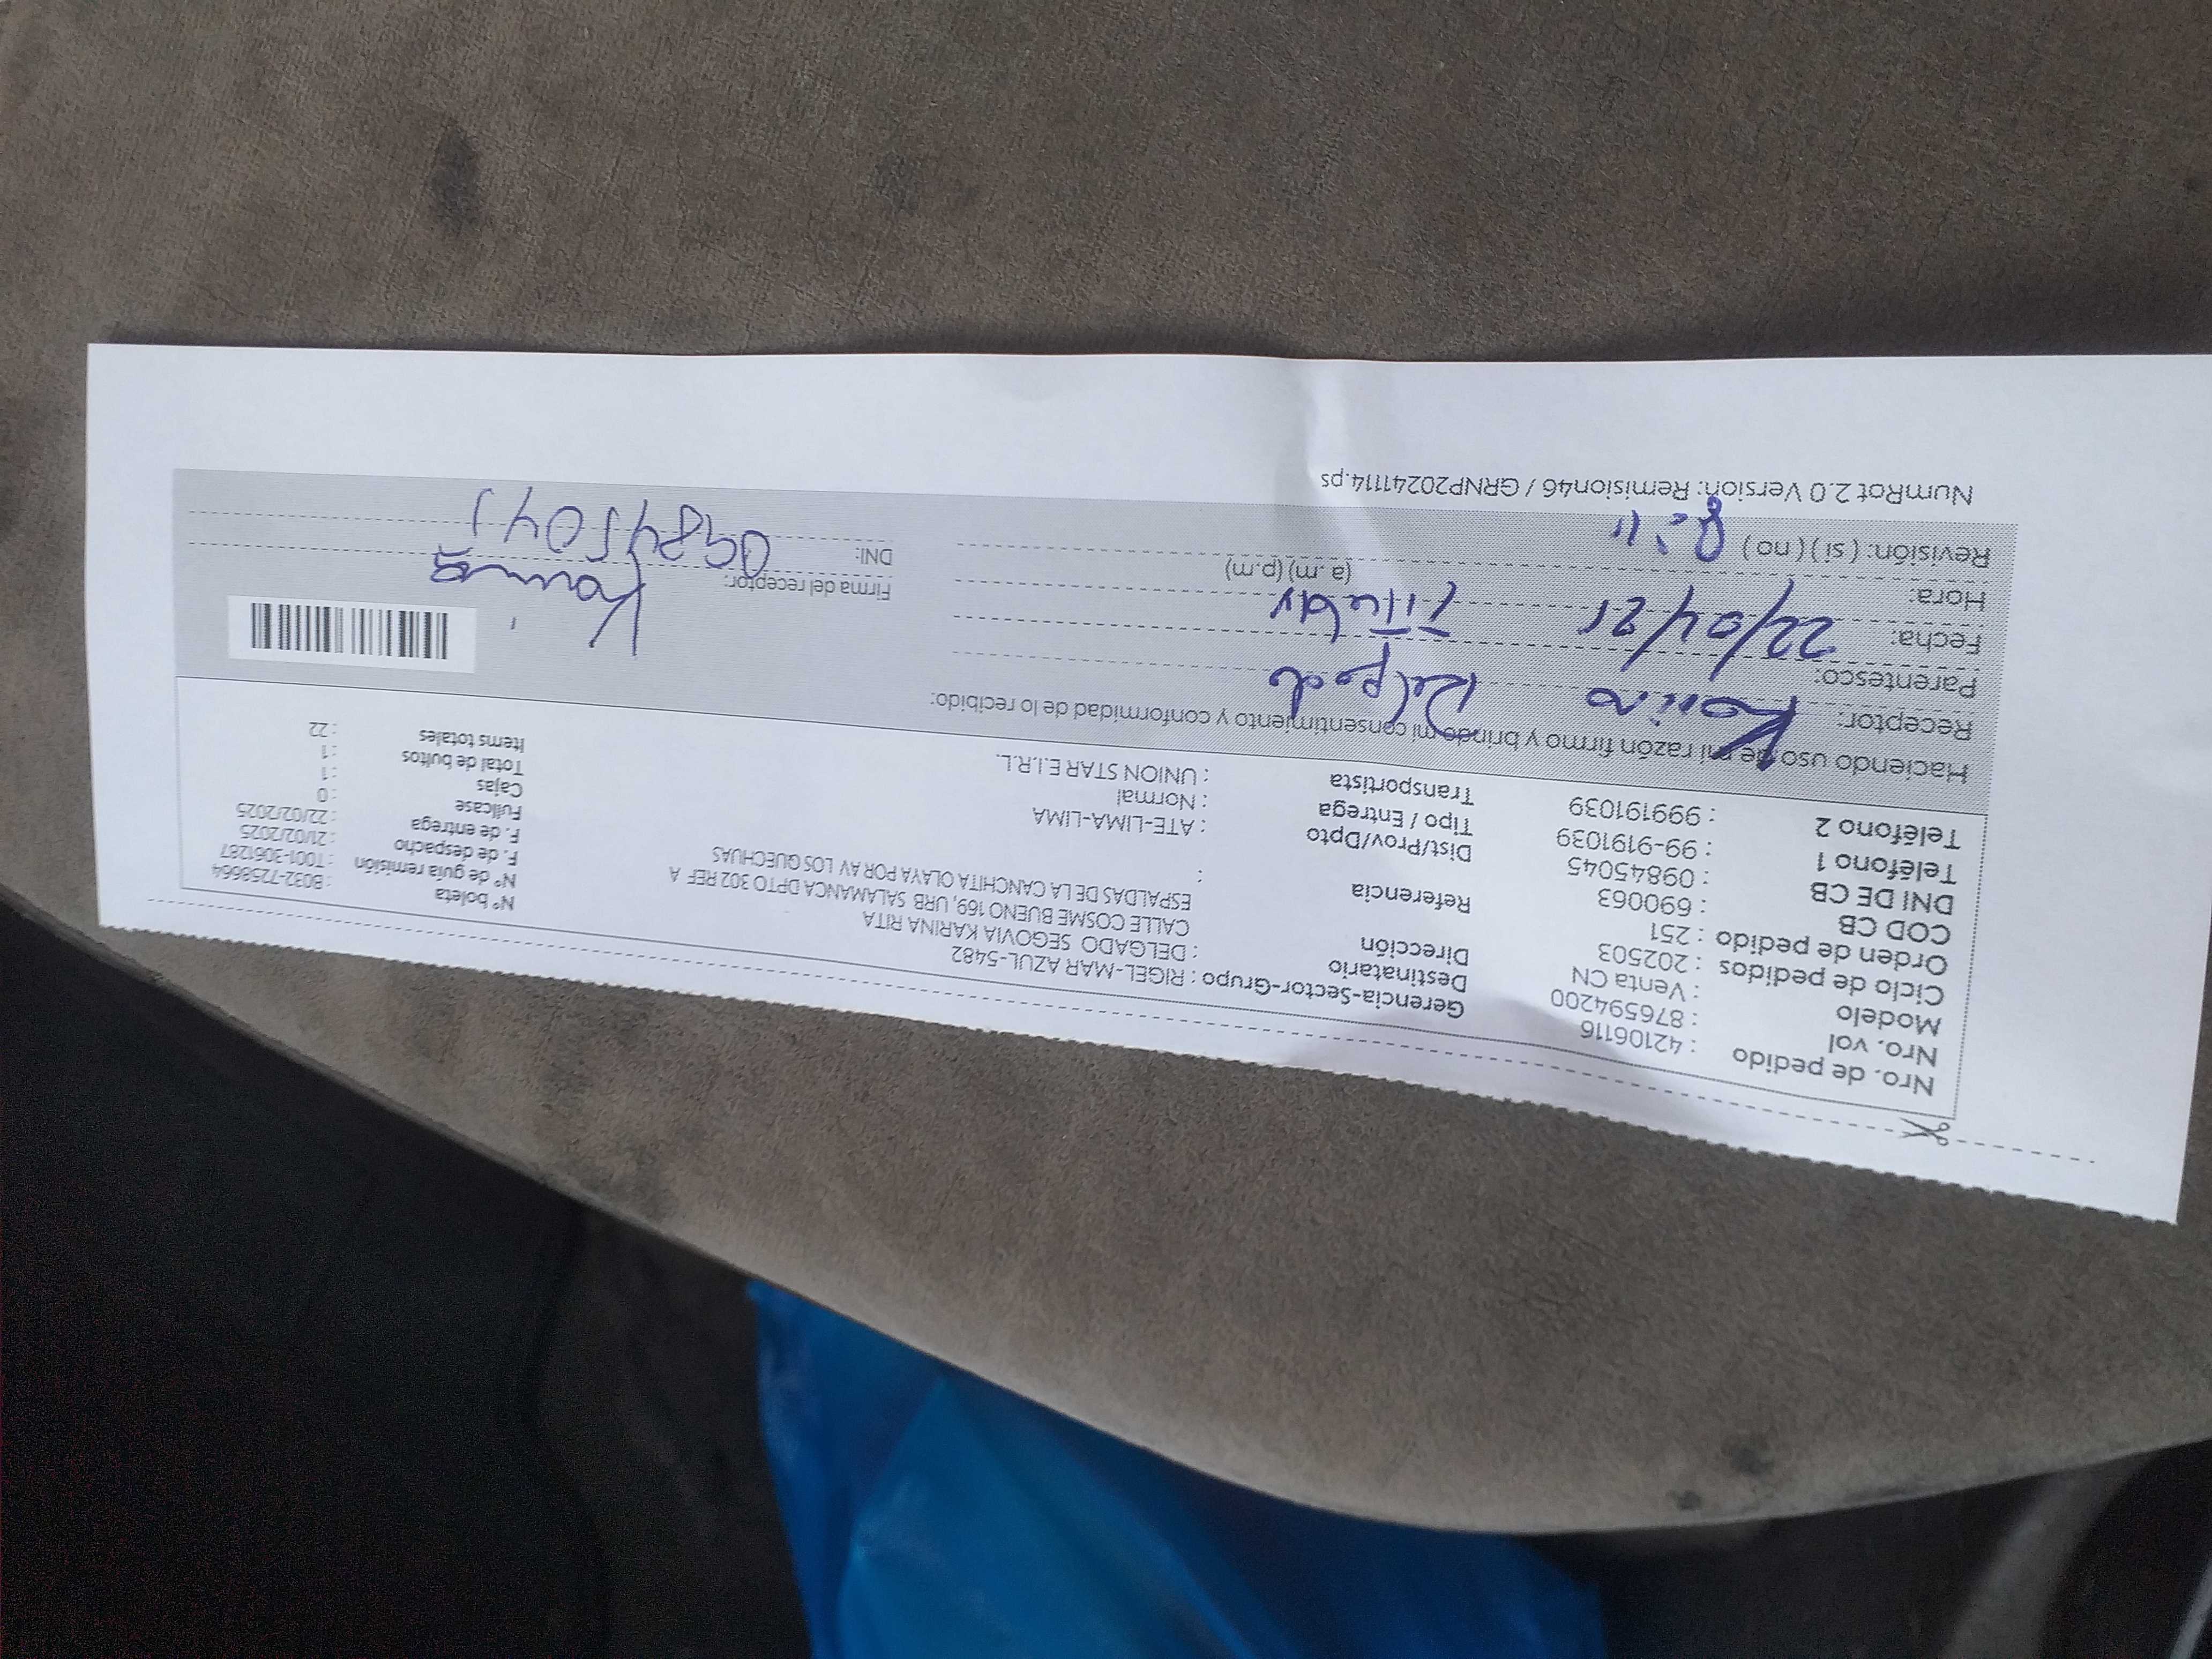 Nro. de pedido : 42106116
Nro. vol : 876594200
Modelo : Venta CN
Ciclo de pedidos : 202503
Orden de pedido : 251
COD CB : 690063
DNI DE CB : 09845045
Teléfono 1 : 99-9191039
Teléfono 2 : 999191039
Gerencia-Sector-Grupo : RIGEL-MAR AZUL-5482
Destinatario : DELGADO SEGOVIA KARINA RITA
Dirección CALLE COSME BUENO 169, URB SALAMANCA DPTO 302 REF A
ESPALDAS DE LA CANCHITA OLAYA POR AV LOS QUECHUAS
Referencia :
Dist/Prov/Dpto : ATE-LIMA-LIMA
Tipo / Entrega : Normal
Transportista : UNION STAR E.I.R.L.
N° boleta : B032-7258664
N° de guía remisión : T001-3061287
F. de despacho : 21/02/2025
F. de entrega : 22/02/2025
Fullcase : 0
Cajas : 1
Total de bultos : 1
Items totales : 22
Haciendo uso de mi razón firmo y brindo mi consentimiento y conformidad de lo recibido:
Receptor: Delgado
Parentesco: Titular
Fecha: 22/04/25
Hora: (a.m) (p.m)
Revisión: ( si ) ( no ) 8:11
Firma del receptor: Karina
DNI: 09845045
NumRot 2.0 Versión: Remision46 / GRNP20241114.ps